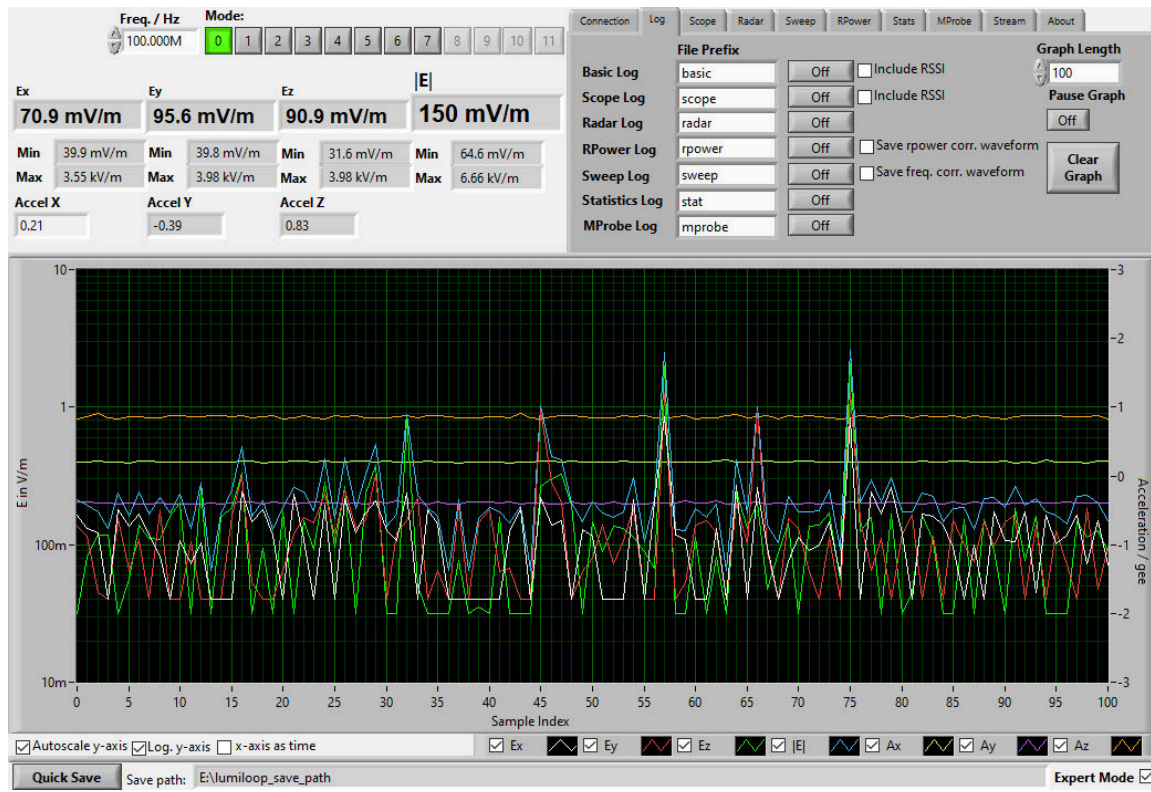 Freq. / Hz
100.000M
Mode:
0 1 2 3 4 5 6 7 8 9 10 11
Ex
70.9 mV/m
Ey
95.6 mV/m
Ez
90.9 mV/m
|E|
150 mV/m
Min 39.9 mV/m Min 39.8 mV/m Min 31.6 mV/m Min 64.6 mV/m
Max 3.55 kV/m Max 3.98 kV/m Max 3.98 kV/m Max 6.66 kV/m
Accel X
0.21
Accel Y
-0.39
Accel Z
0.83
Connection Log Scope Radar Sweep RPower Stats MProbe Stream About
File Prefix
Basic Log basic Off Include RSSI
Scope Log scope Off Include RSSI
Radar Log radar Off
RPower Log rpower Off Save rpower corr. waveform
Sweep Log sweep Off Save freq. corr. waveform
Statistics Log stat Off
MProbe Log mprobe Off
Graph Length
100
Pause Graph
Off
Clear
Graph
E in V/m
10
1
100m
10m
Acceleration / gee
3
2
1
-0
-1
-2
-3
0 5 10 15 20 25 30 35 40 45 50 55 60 65 70 75 80 85 90 95 100
Sample Index
Autoscale y-axis Log. y-axis x-axis as time
Ex Ey Ez |E| Ax Ay Az
Quick Save Save path: E:\lumiloop_save_path Expert Mode